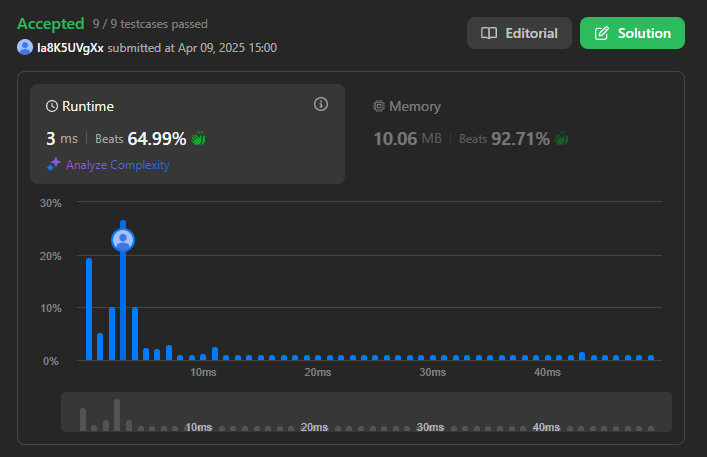 Accepted 9 / 9 testcases passed
la8K5UVgXx submitted at Apr 09, 2025 15:00
Editorial
Solution
Runtime
3 ms | Beats 64.99%
Analyze Complexity
Memory
10.06 MB | Beats 92.71%
30%
20%
10%
0%
10ms 20ms 30ms 40ms
10ms 20ms 30ms 40ms